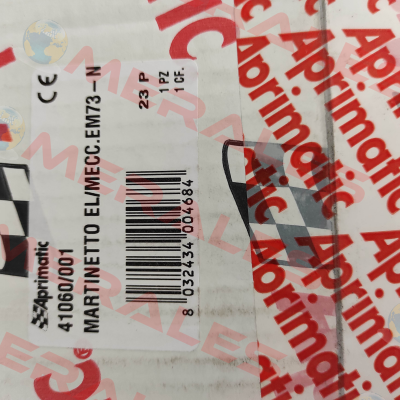 Aprimatic
41060/001
MARTINETTO EL/MECC.EM73-N
23 P
1 PZ
1 CF.
8 032434 004684
CE
Aprimatic
Aprimatic
Aprimatic
Aprimatic
MERALES